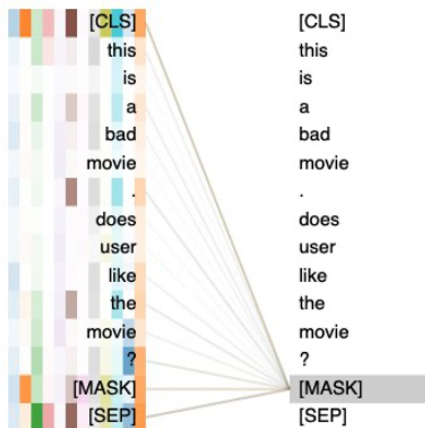 [CLS] [CLS]
this this
is is
a a
bad bad
movie movie
. .
does does
user user
like like
the the
movie movie
? ?
[MASK] [MASK]
[SEP] [SEP]